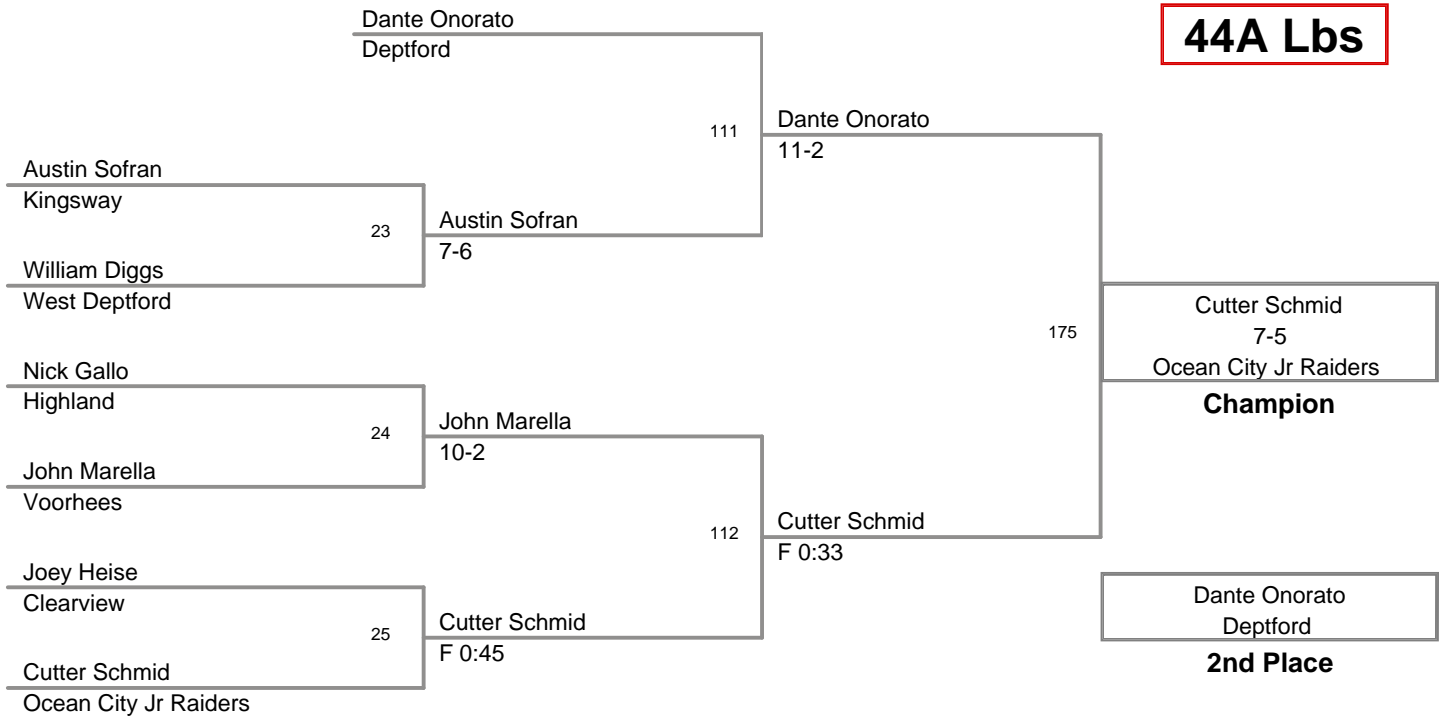 Dante Onorato
Deptford
44A Lbs
111
Dante Onorato
11-2
Austin Sofran
Kingsway
23
Austin Sofran
7-6
William Diggs
West Deptford
175
Cutter Schmid
7-5
Ocean City Jr Raiders
Champion
Nick Gallo
Highland
24
John Marella
10-2
John Marella
Voorhees
112
Cutter Schmid
F 0:33
Joey Heise
Clearview
25
Cutter Schmid
F 0:45
Cutter Schmid
Ocean City Jr Raiders
Dante Onorato
Deptford
2nd Place